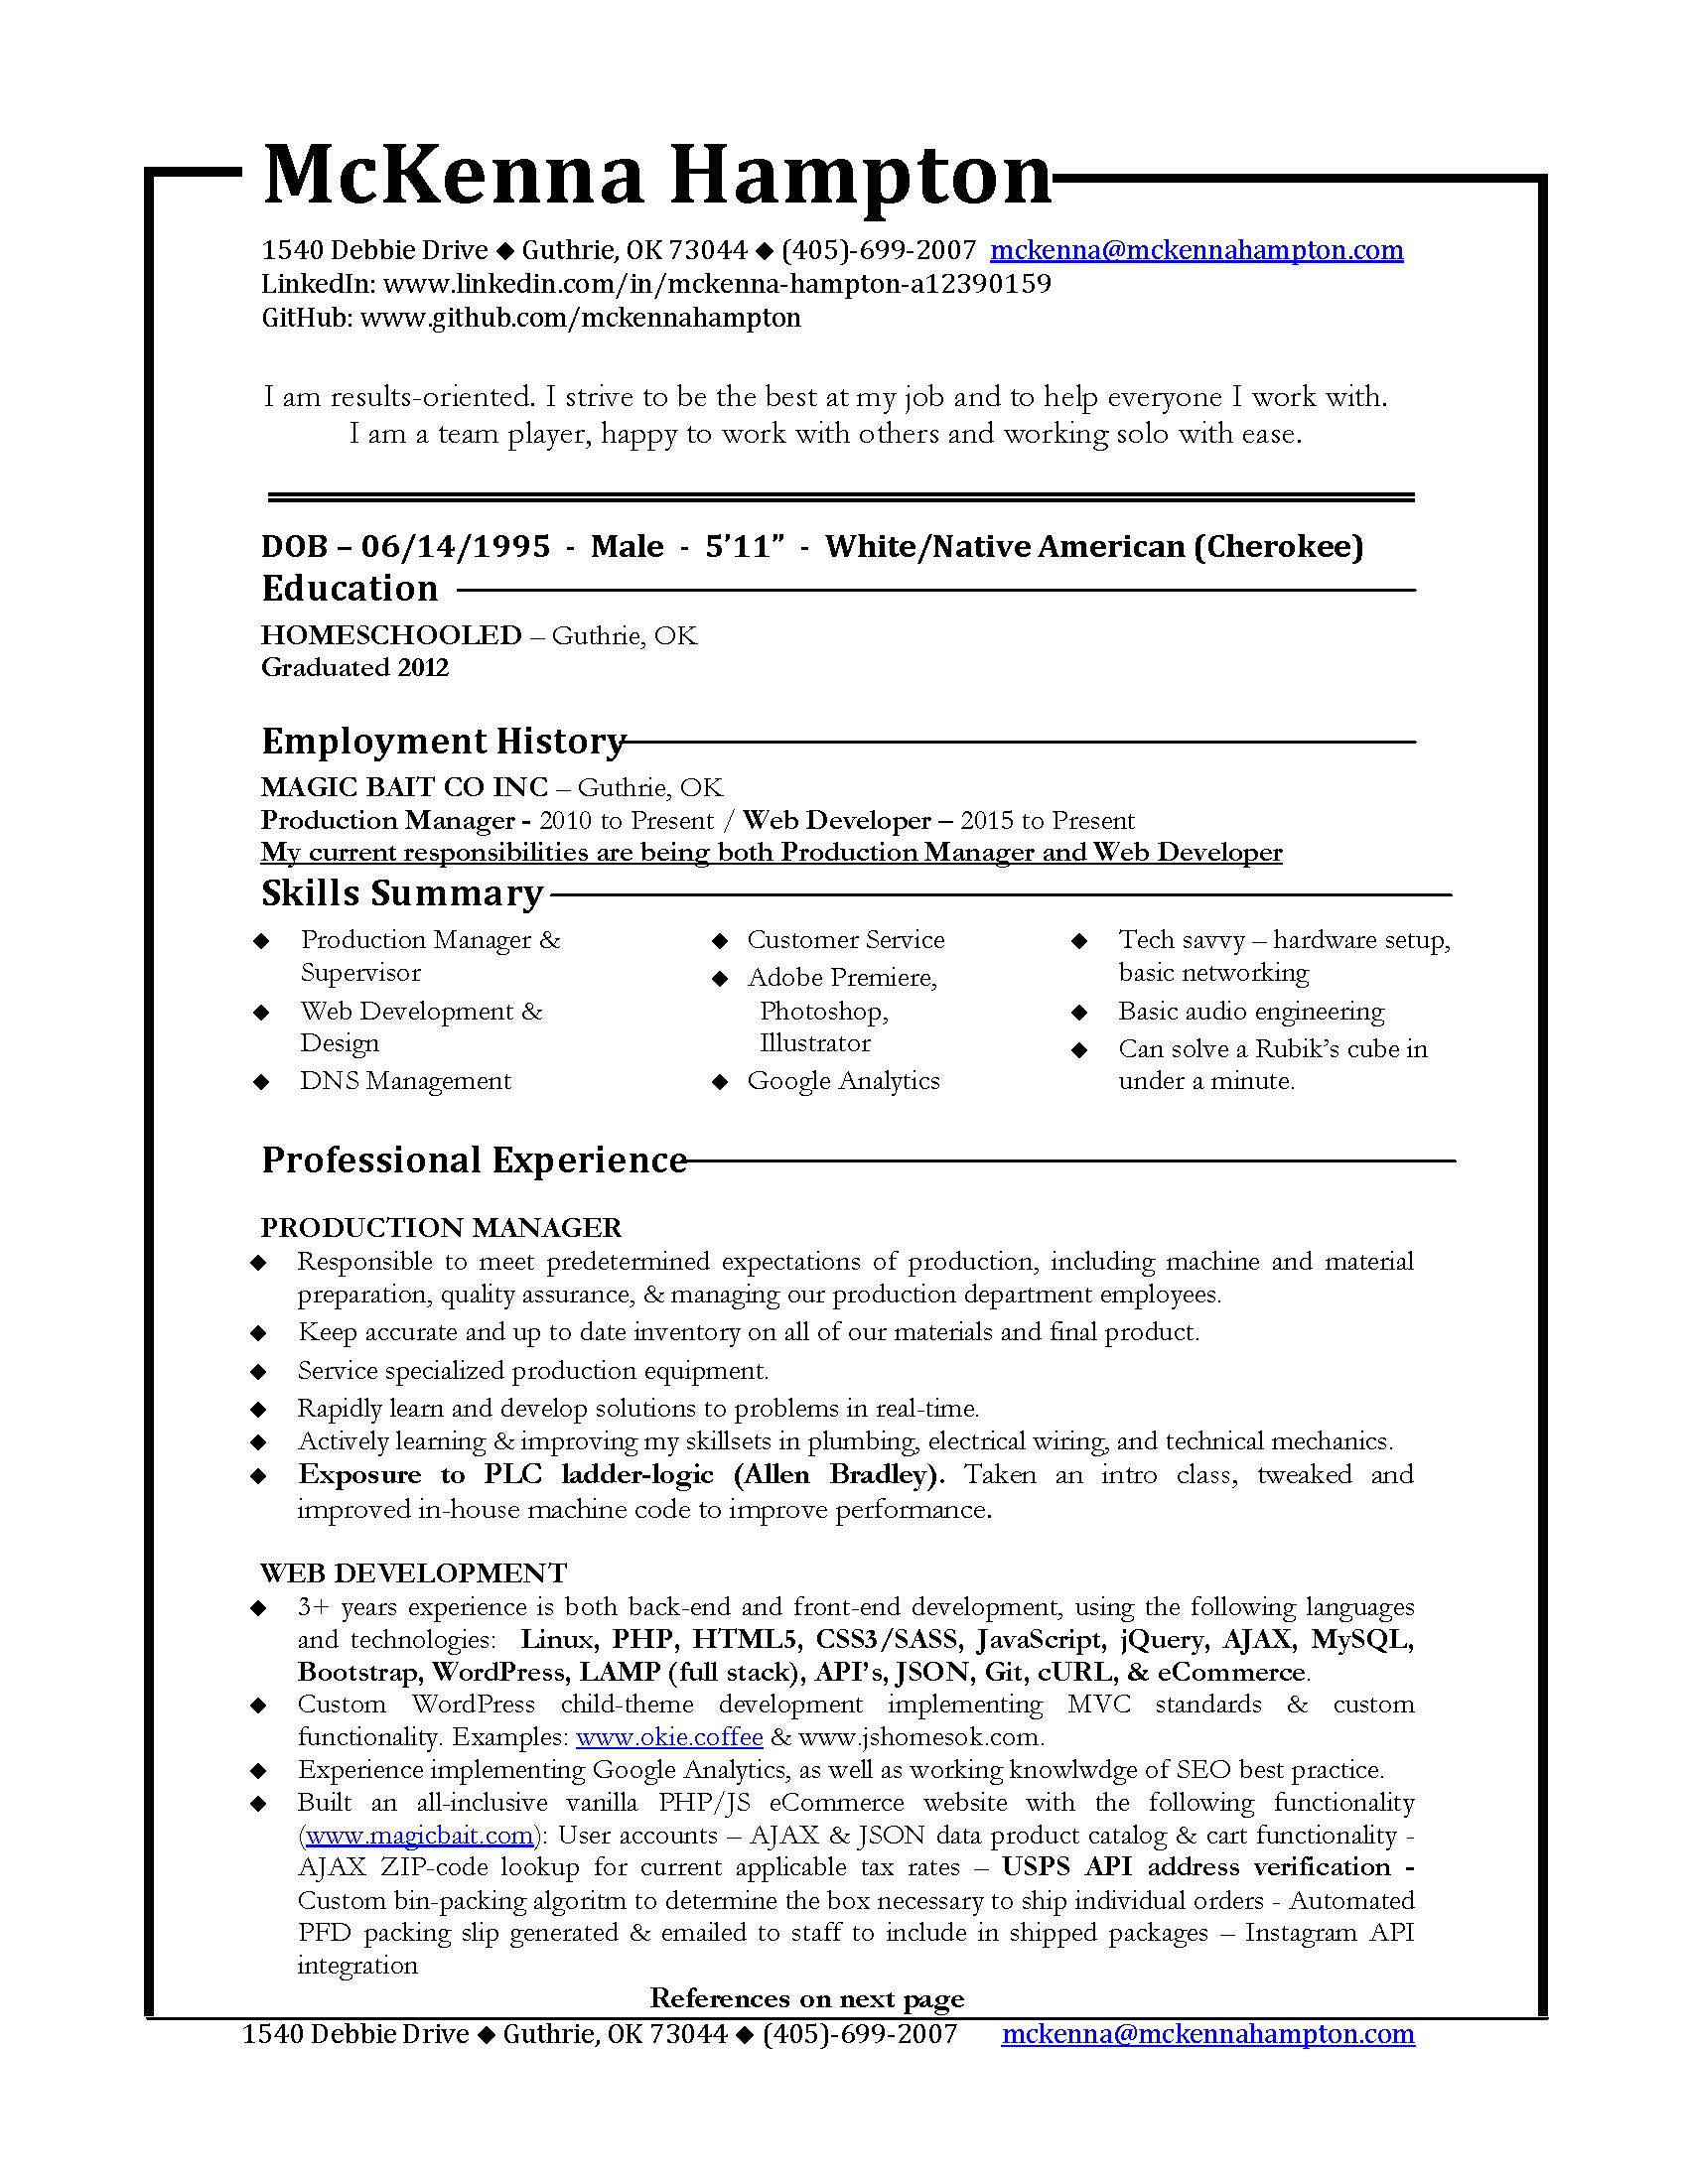 McKenna Hampton
1540 Debbie Drive ◆ Guthrie, OK 73044 ◆ (405)-699-2007 mckenna@mckennahampton.com
LinkedIn: www.linkedin.com/in/mckenna-hampton-a12390159
GitHub: www.github.com/mckennahampton
I am results-oriented. I strive to be the best at my job and to help everyone I work with.
I am a team player, happy to work with others and working solo with ease.
DOB – 06/14/1995 - Male - 5’11” - White/Native American (Cherokee)
Education
HOMESCHOOLED – Guthrie, OK
Graduated 2012
Employment History
MAGIC BAIT CO INC – Guthrie, OK
Production Manager - 2010 to Present / Web Developer – 2015 to Present
My current responsibilities are being both Production Manager and Web Developer
Skills Summary
◆ Production Manager &
Supervisor
◆ Web Development &
Design
◆ DNS Management
◆ Customer Service
◆ Adobe Premiere,
Photoshop,
Illustrator
◆ Google Analytics
◆ Tech savvy – hardware setup,
basic networking
◆ Basic audio engineering
◆ Can solve a Rubik’s cube in
under a minute.
Professional Experience
PRODUCTION MANAGER
◆ Responsible to meet predetermined expectations of production, including machine and material
preparation, quality assurance, & managing our production department employees.
◆ Keep accurate and up to date inventory on all of our materials and final product.
◆ Service specialized production equipment.
◆ Rapidly learn and develop solutions to problems in real-time.
◆ Actively learning & improving my skillsets in plumbing, electrical wiring, and technical mechanics.
◆ Exposure to PLC ladder-logic (Allen Bradley). Taken an intro class, tweaked and
improved in-house machine code to improve performance.
WEB DEVELOPMENT
◆ 3+ years experience is both back-end and front-end development, using the following languages
and technologies: Linux, PHP, HTML5, CSS3/SASS, JavaScript, jQuery, AJAX, MySQL,
Bootstrap, WordPress, LAMP (full stack), API’s, JSON, Git, cURL, & eCommerce.
◆ Custom WordPress child-theme development implementing MVC standards & custom
functionality. Examples: www.okie.coffee & www.jshomesok.com.
◆ Experience implementing Google Analytics, as well as working knowlwdge of SEO best practice.
◆ Built an all-inclusive vanilla PHP/JS eCommerce website with the following functionality
(www.magicbait.com): User accounts – AJAX & JSON data product catalog & cart functionality -
AJAX ZIP-code lookup for current applicable tax rates – USPS API address verification -
Custom bin-packing algoritm to determine the box necessary to ship individual orders - Automated
PFD packing slip generated & emailed to staff to include in shipped packages – Instagram API
integration
References on next page
1540 Debbie Drive ◆ Guthrie, OK 73044 ◆ (405)-699-2007 mckenna@mckennahampton.com